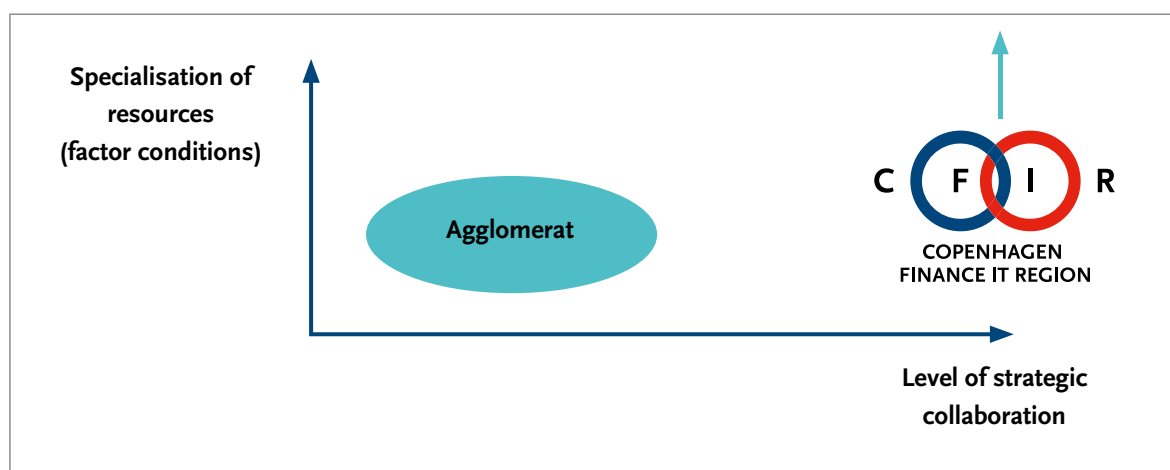 Specialisation of
resources
(factor conditions)
Agglomerat
C F I R
COPENHAGEN
FINANCE IT REGION
Level of strategic
collaboration